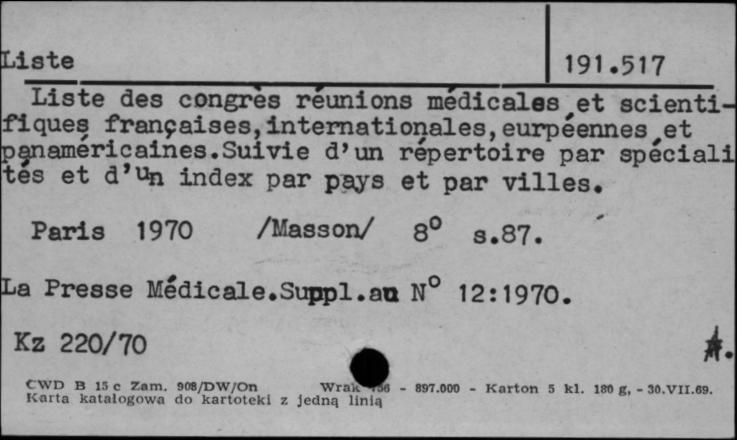 Liste 191.517
Liste des congrès réunions médicales et scienti-
fiques françaises,internationales,eurpéennes et
panaméricaines.Suivie d'un répertoire par spéciali
tés et d'un index par pays et par villes.
Paris 1970 /Masson/ 8° s.87.
La Presse Médicale.Suppl.au N° 12:1970.
Kz 220/70
CWD B 15 c Zam. 908/DW/On Wrak - 897.000 - Karton 5 kl. 180 g, - 30.VII.69.
Karta katalogowa do kartoteki z jedną linią